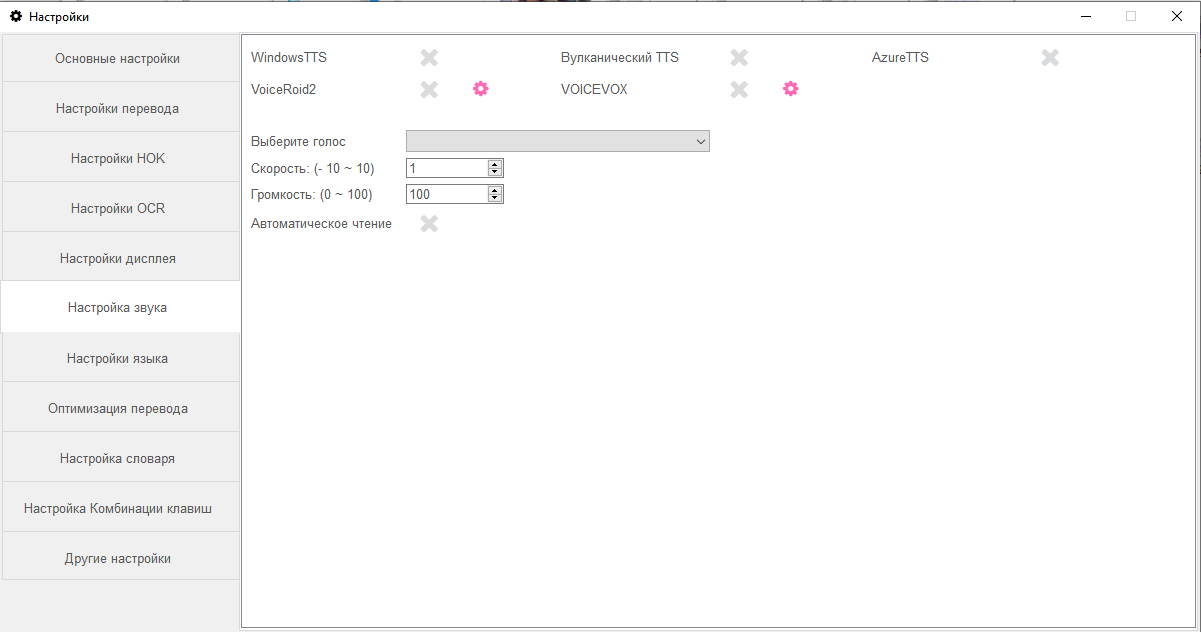 Настройки
Основные настройки
Настройки перевода
Настройки HOK
Настройки OCR
Настройки дисплея
Настройка звука
Настройки языка
Оптимизация перевода
Настройка словаря
Настройка Комбинации клавиш
Другие настройки
WindowsTTS Вулканический TTS AzureTTS
VoiceRoid2 VOICEVOX
Выберите голос
Скорость: (- 10 ~ 10) 1
Громкость: (0 ~ 100) 100
Автоматическое чтение